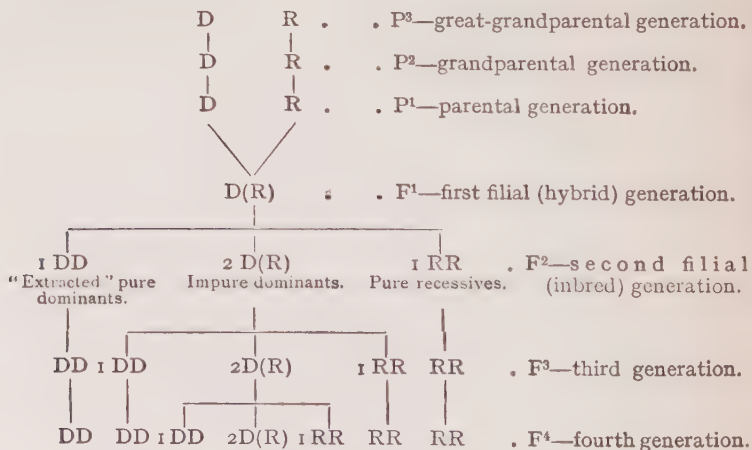 D R . . P³—great-grandparental generation.
D R . . P²—grandparental generation.
D R . . P¹—parental generation.
D(R) . . F¹—first filial (hybrid) generation.
1 DD 2 D(R) 1 RR . F²—second filial
"Extracted" pure Impure dominants. Pure recessives. (inbred) generation.
dominants.
DD 1 DD 2D(R) 1 RR RR . F³—third generation.
DD DD 1 DD 2D(R) 1 RR RR RR . F⁴—fourth generation.